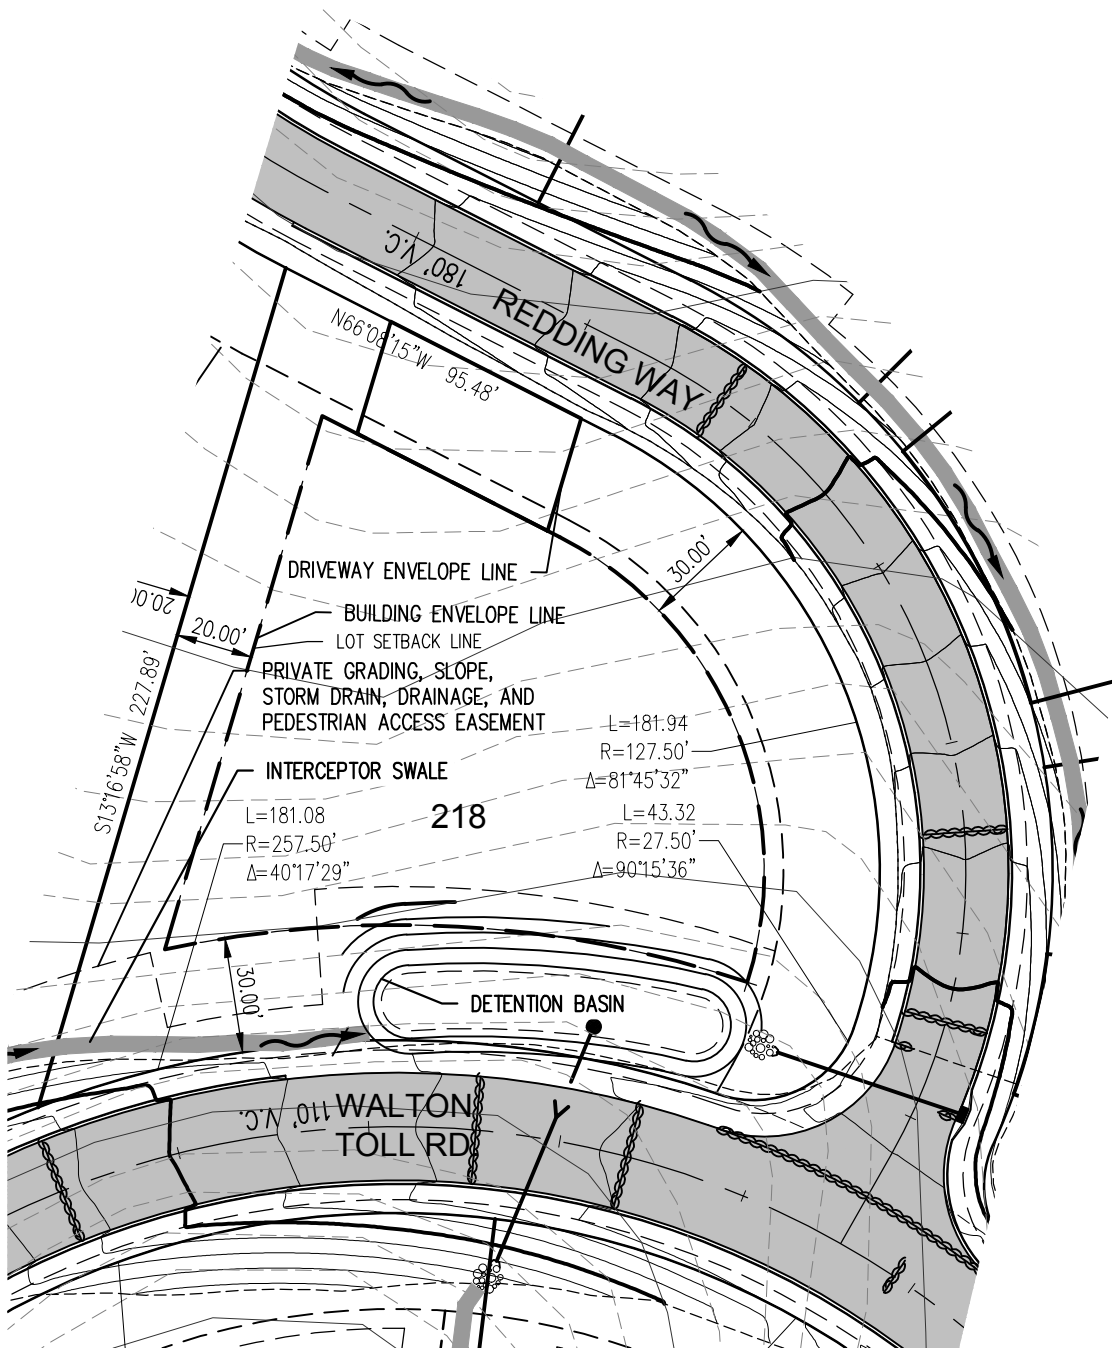 180' V.C.
REDDING WAY
N66°08'15"W 95.48'
30.00'
DRIVEWAY ENVELOPE LINE
20.00'
BUILDING ENVELOPE LINE
LOT SETBACK LINE
PRIVATE GRADING, SLOPE,
STORM DRAIN, DRAINAGE, AND
PEDESTRIAN ACCESS EASEMENT
S13°16'58"W 227.89'
INTERCEPTOR SWALE
L=181.94
R=127.50'
Δ=81°45'32"
218
L=181.08
R=257.50'
Δ=40°17'29"
L=43.32
R=27.50'
Δ=90°15'36"
30.00'
DETENTION BASIN
110' V.C.
WALTON
TOLL RD